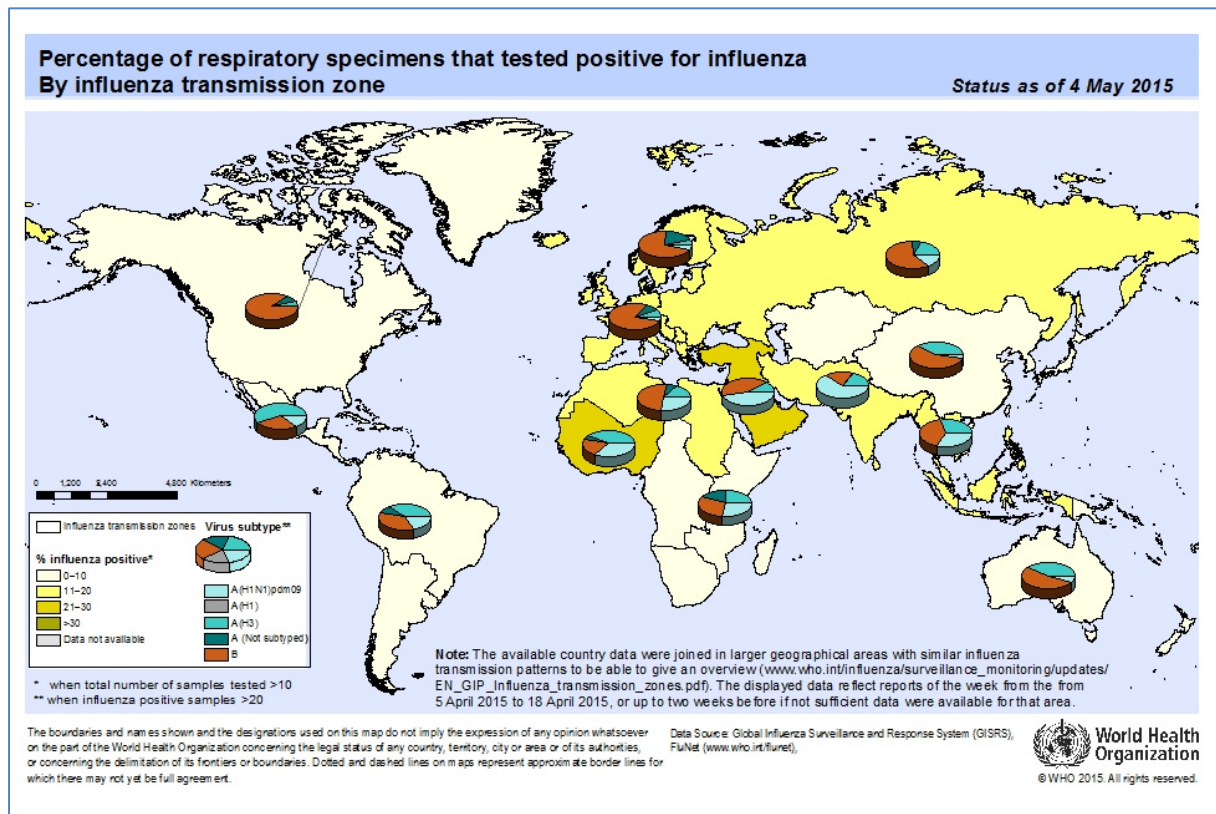 Percentage of respiratory specimens that tested positive for influenza
By influenza transmission zone
Status as of 4 May 2015
0 1,200 2,400 4,800 Kilometers
Influenza transmission zones
% influenza positive*
0–10
11–20
21–30
>30
Data not available
Virus subtype**
A(H1N1)pdm09
A(H1)
A(H3)
A (Not subtyped)
B
* when total number of samples tested >10
** when influenza positive samples >20
Note: The available country data were joined in larger geographical areas with similar influenza
transmission patterns to be able to give an overview (www.who.int/influenza/surveillance_monitoring/updates/
EN_GIP_Influenza_transmission_zones.pdf). The displayed data reflect reports of the week from the from
5 April 2015 to 18 April 2015, or up to two weeks before if not sufficient data were available for that area.
The boundaries and names shown and the designations used on this map do not imply the expression of any opinion whatsoever
on the part of the World Health Organization concerning the legal status of any country, territory, city or area or of its authorities,
or concerning the delimitation of its frontiers or boundaries. Dotted and dashed lines on maps represent approximate border lines for
which there may not yet be full agreement.
Data Source: Global Influenza Surveillance and Response System (GISRS),
FluNet (www.who.int/flunet),
World Health
Organization
© WHO 2015. All rights reserved.